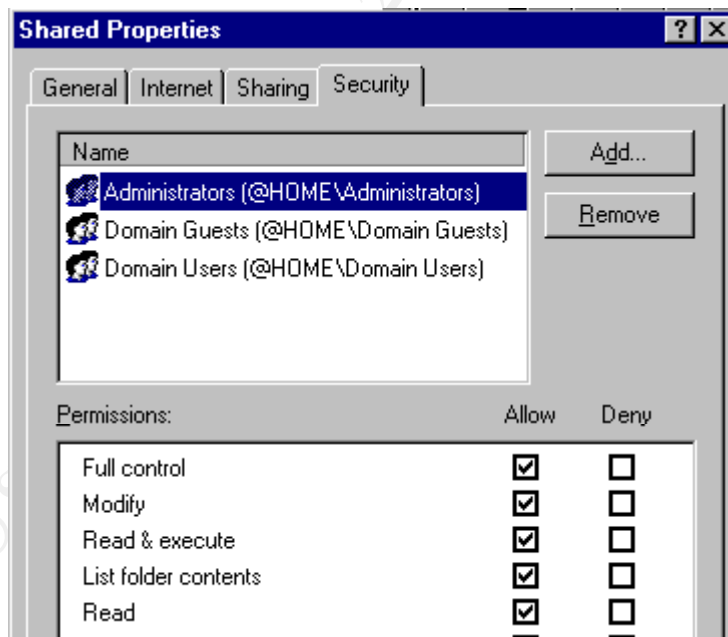 Shared Properties
General Internet Sharing Security
Name
Add...
Administrators (@HOME\Administrators)
Remove
Domain Guests (@HOME\Domain Guests)
Domain Users (@HOME\Domain Users)
Permissions: Allow Deny
Full control
Modify
Read & execute
List folder contents
Read